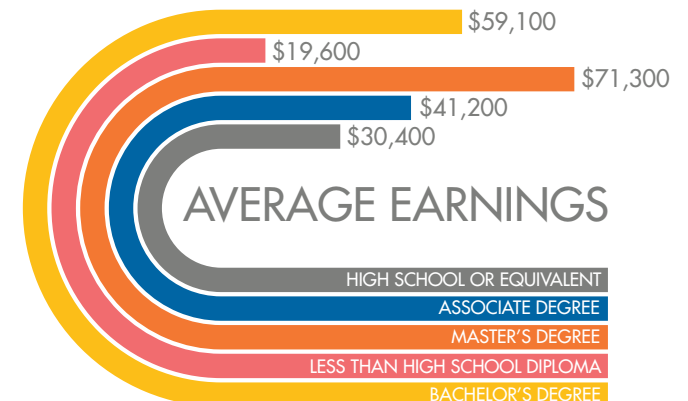 $59,100
$19,600
$71,300
$41,200
$30,400
AVERAGE EARNINGS
HIGH SCHOOL OR EQUIVALENT
ASSOCIATE DEGREE
MASTER'S DEGREE
LESS THAN HIGH SCHOOL DIPLOMA
BACHELOR'S DEGREE